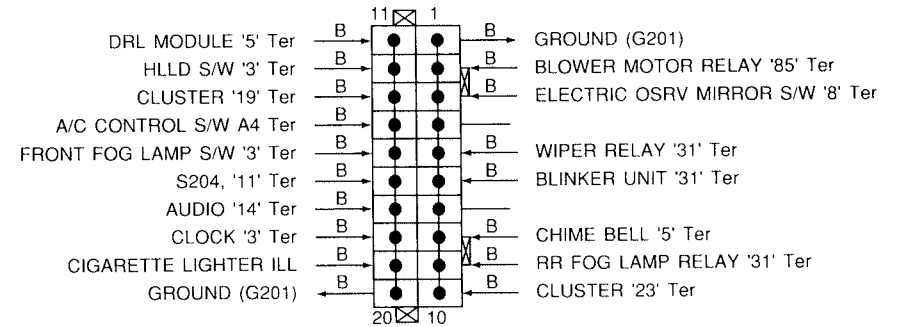 11 1
DRL MODULE '5' Ter B B GROUND (G201)
HLLD S/W '3' Ter B B BLOWER MOTOR RELAY '85' Ter
CLUSTER '19' Ter B B ELECTRIC OSRV MIRROR S/W '8' Ter
A/C CONTROL S/W A4 Ter B
FRONT FOG LAMP S/W '3' Ter B B WIPER RELAY '31' Ter
S204, '11' Ter B B BLINKER UNIT '31' Ter
AUDIO '14' Ter B
CLOCK '3' Ter B B CHIME BELL '5' Ter
CIGARETTE LIGHTER ILL B B RR FOG LAMP RELAY '31' Ter
GROUND (G201) B B CLUSTER '23' Ter
20 10